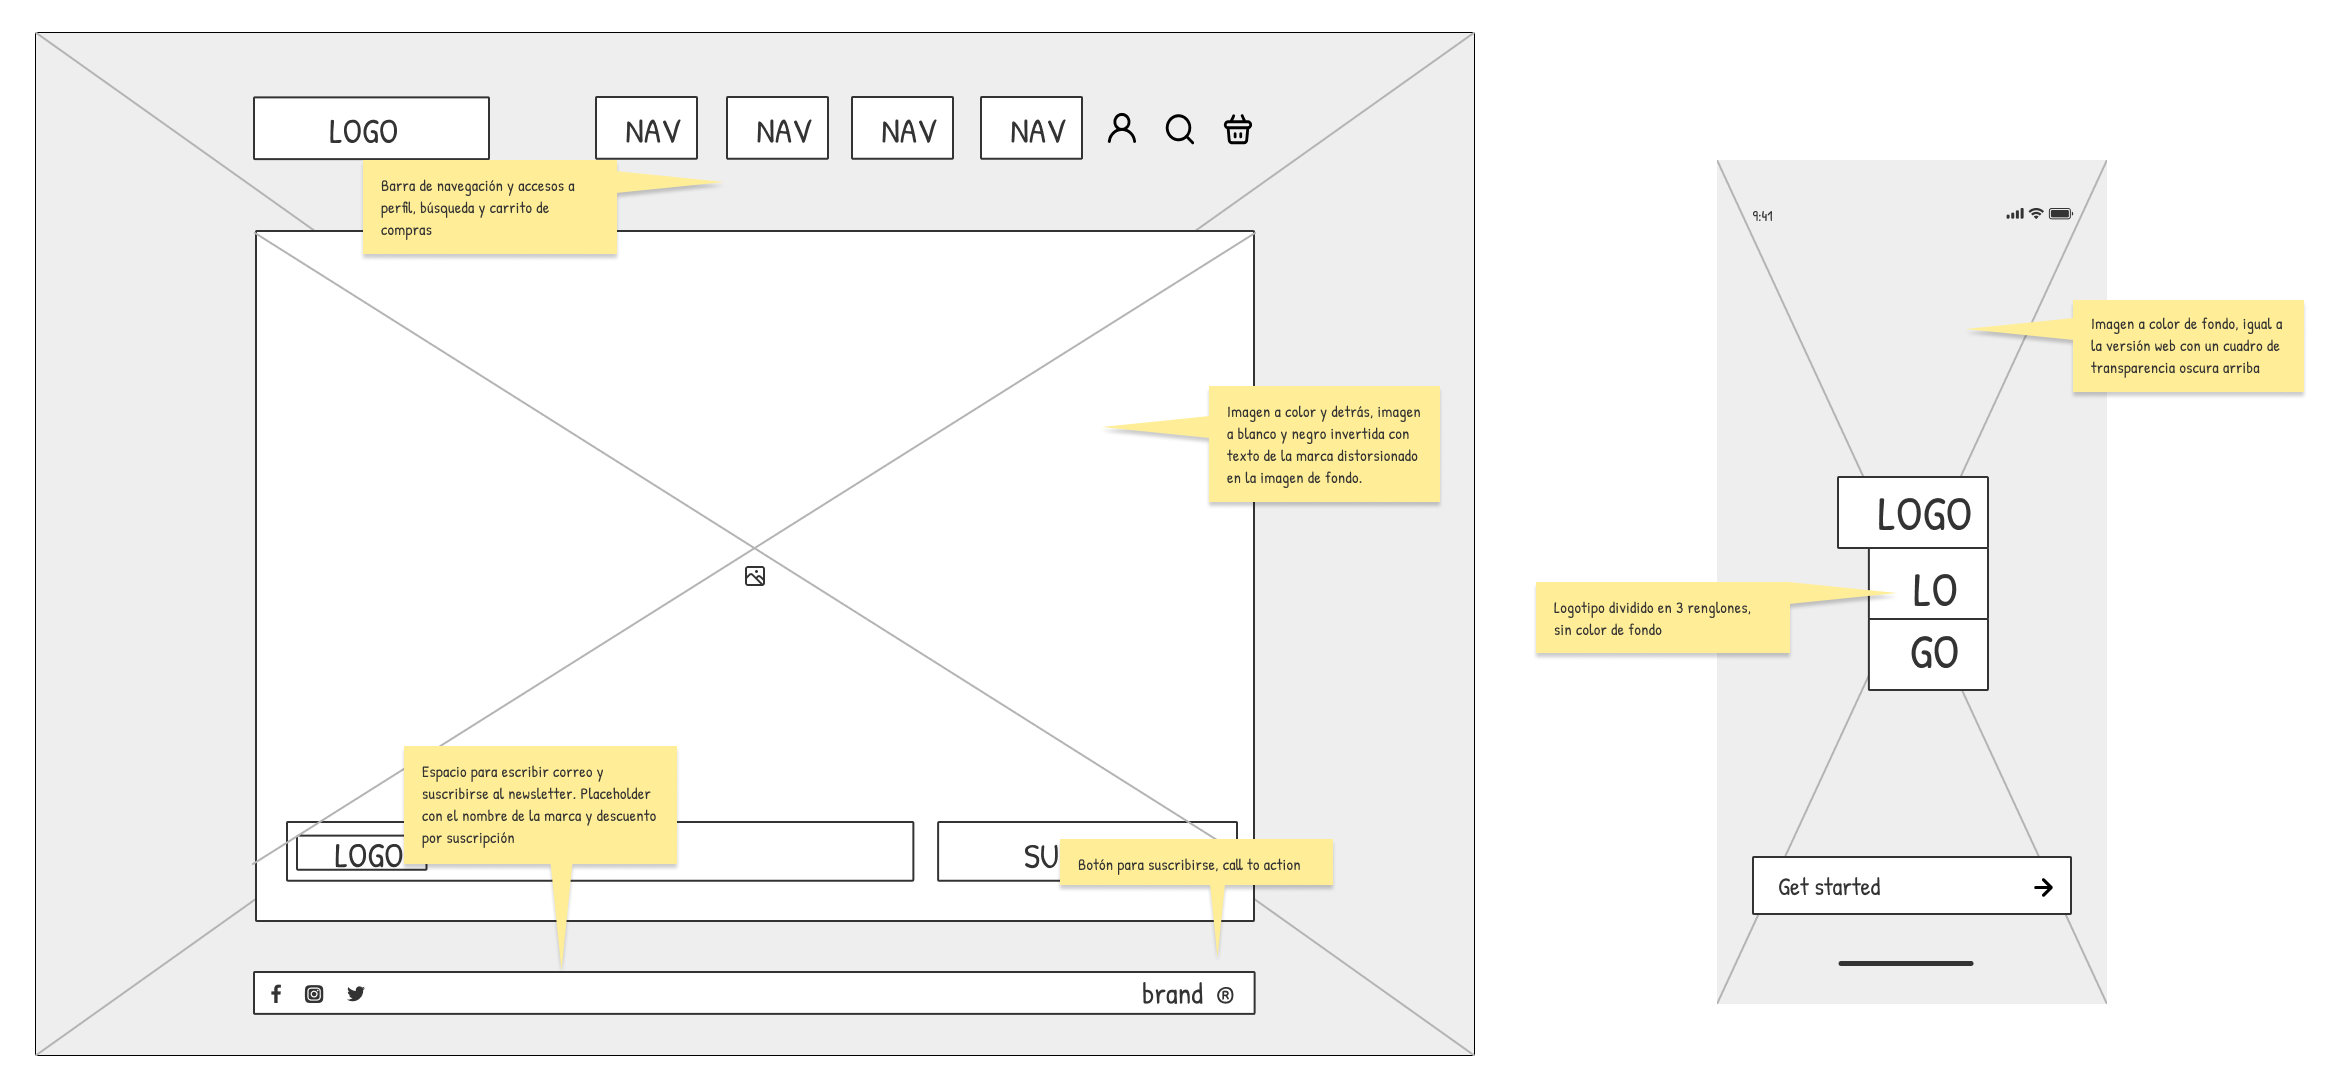 LOGO
NAV
NAV
NAV
NAV
Barra de navegación y accesos a
perfil, búsqueda y carrito de
compras
Imagen a color y detrás, imagen
a blanco y negro invertida con
texto de la marca distorsionado
en la imagen de fondo.
Espacio para escribir correo y
suscribirse al newsletter. Placeholder
con el nombre de la marca y descuento
por suscripción
LOGO
SU
Botón para suscribirse, call to action
brand ®
9:41
Imagen a color de fondo, igual a
la versión web con un cuadro de
transparencia oscura arriba
LOGO
LO
GO
Logotipo dividido en 3 renglones,
sin color de fondo
Get started